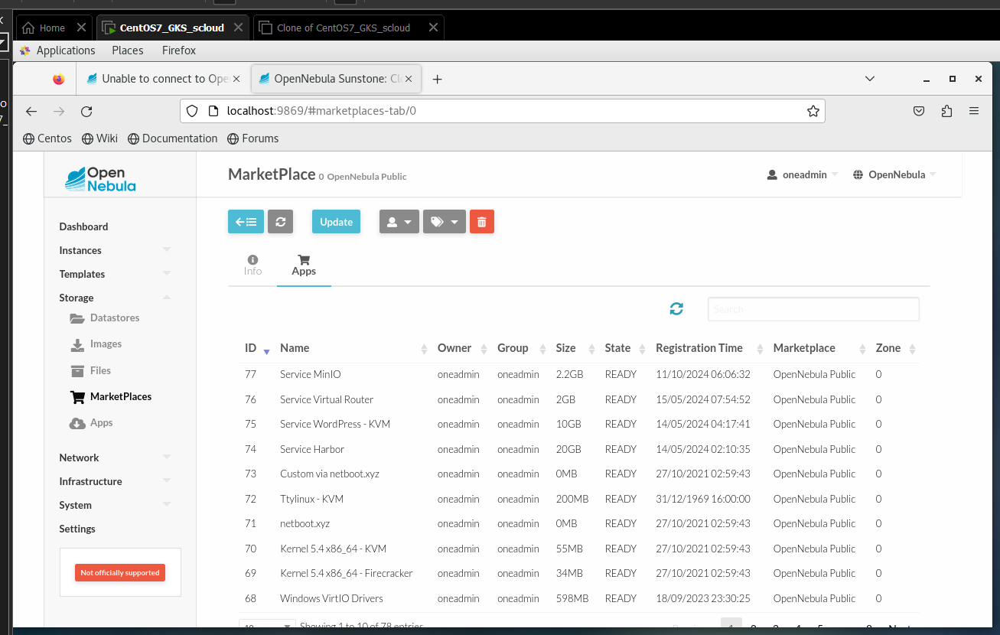 Home
CentOS7_GKS_scloud
Clone of CentOS7_GKS_scloud
Applications Places Firefox
Unable to connect to Ope
OpenNebula Sunstone: Cl
localhost:9869/#marketplaces-tab/0
Centos Wiki Documentation Forums
Open
Nebula
MarketPlace 0 OpenNebula Public
oneadmin OpenNebula
Update
Dashboard
Instances
Templates
Storage
Datastores
Images
Files
MarketPlaces
Apps
Network
Infrastructure
System
Settings
Not officially supported
Info Apps
Search
ID Name Owner Group Size State Registration Time Marketplace Zone
77 Service MinIO oneadmin oneadmin 2.2GB READY 11/10/2024 06:06:32 OpenNebula Public 0
76 Service Virtual Router oneadmin oneadmin 2GB READY 15/05/2024 07:54:52 OpenNebula Public 0
75 Service WordPress - KVM oneadmin oneadmin 10GB READY 14/05/2024 04:17:41 OpenNebula Public 0
74 Service Harbor oneadmin oneadmin 20GB READY 14/05/2024 02:10:35 OpenNebula Public 0
73 Custom via netboot.xyz oneadmin oneadmin 0MB READY 27/10/2021 02:59:43 OpenNebula Public 0
72 Ttylinux - KVM oneadmin oneadmin 200MB READY 31/12/1969 16:00:00 OpenNebula Public 0
71 netboot.xyz oneadmin oneadmin 0MB READY 27/10/2021 02:59:43 OpenNebula Public 0
70 Kernel 5.4 x86_64 - KVM oneadmin oneadmin 55MB READY 27/10/2021 02:59:43 OpenNebula Public 0
69 Kernel 5.4 x86_64 - Firecracker oneadmin oneadmin 34MB READY 27/10/2021 02:59:43 OpenNebula Public 0
68 Windows VirtIO Drivers oneadmin oneadmin 598MB READY 18/09/2023 23:30:25 OpenNebula Public 0
10 Showing 1 to 10 of 78 entries